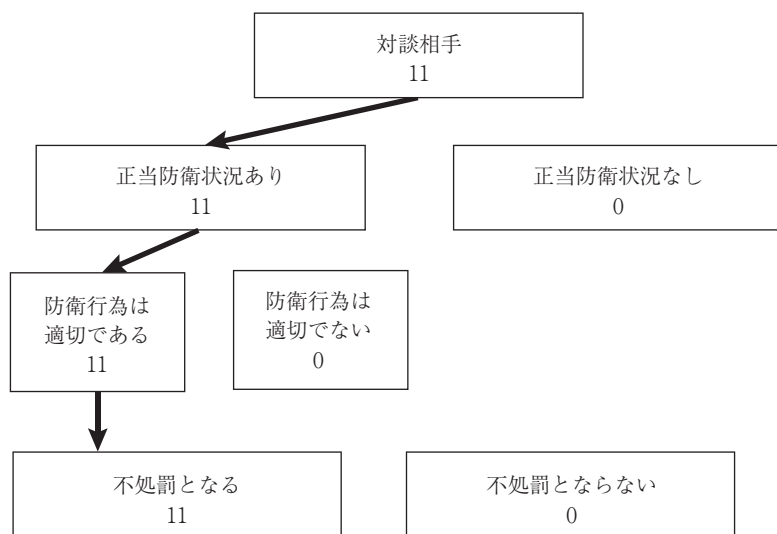 対談相手
11
正当防衛状況あり
11
正当防衛状況なし
0
防衛行為は
適切である
11
防衛行為は
適切でない
0
不処罰となる
11
不処罰とならない
0